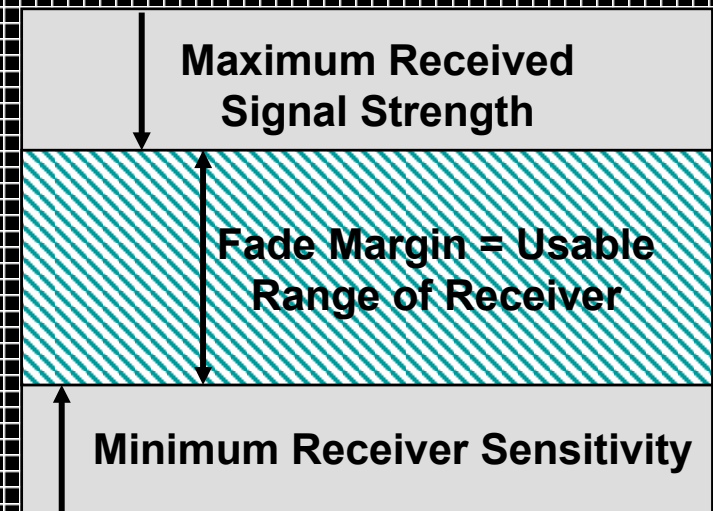 Maximum Received
Signal Strength
Fade Margin = Usable
Range of Receiver
Minimum Receiver Sensitivity